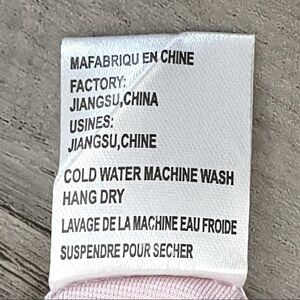 MAFABRIQU EN CHINE
FACTORY:
JIANGSU,CHINA
USINES:
JIANGSU,CHINE
COLD WATER MACHINE WASH
HANG DRY
LAVAGE DE LA MACHINE EAU FROIDE
SUSPENDRE POUR SECHER